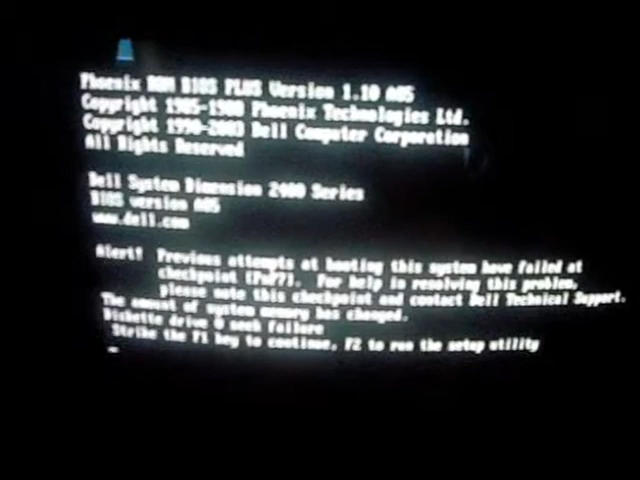 Phoenix ROM BIOS PLUS Version 1.10 A05
Copyright 1985-1988 Phoenix Technologies Ltd.
Copyright 1990-2003 Dell Computer Corporation
All Rights Reserved
Dell System Dimension 2400 Series
BIOS version A05
www.dell.com
Alert! Previous attempts at booting this system have failed at
checkpoint . For help in resolving this problem,
please note this checkpoint and contact Dell Technical Support.
The amount of system memory has changed.
Diskette drive 0 seek failure
Strike the F1 key to continue, F2 to run the setup utility